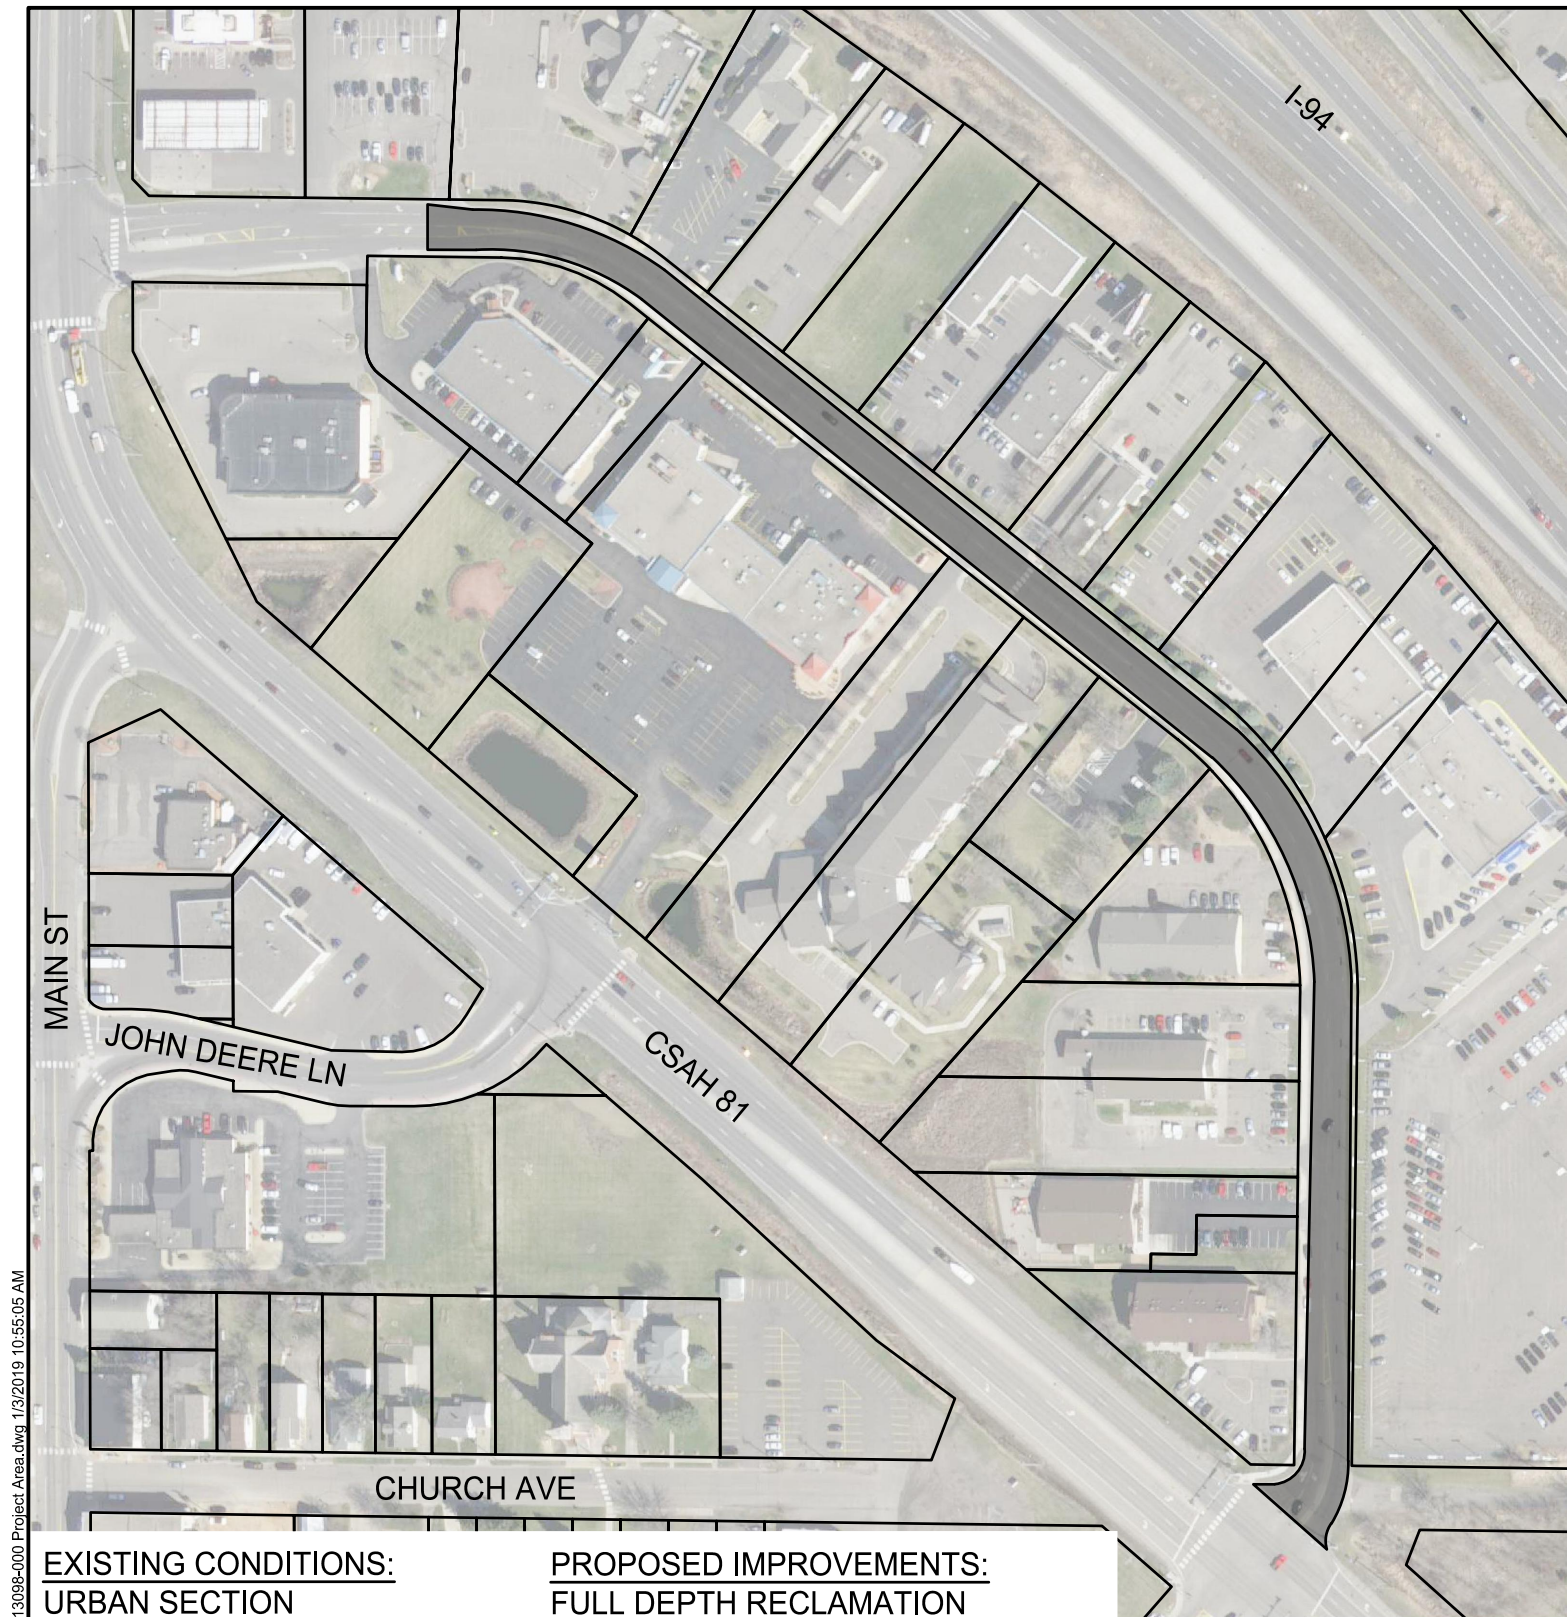 I-94
MAIN ST
JOHN DEERE LN
CSAH 81
CHURCH AVE
13098-000 Project Area.dwg 1/3/2019 10:55:05 AM
EXISTING CONDITIONS:
URBAN SECTION
PROPOSED IMPROVEMENTS:
FULL DEPTH RECLAMATION